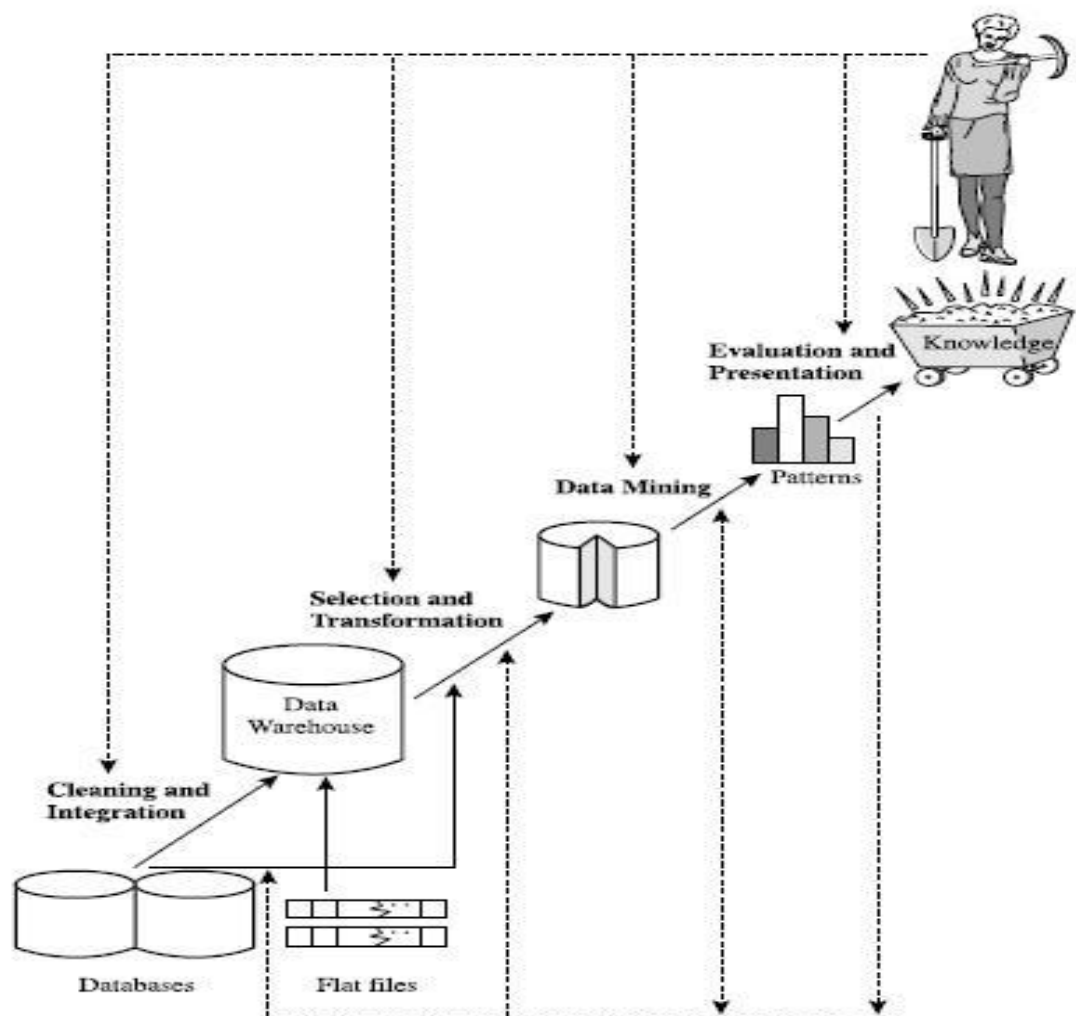 Knowledge
Evaluation and
Presentation
Patterns
Data Mining
Selection and
Transformation
Data
Warehouse
Cleaning and
Integration
Databases
Flat files